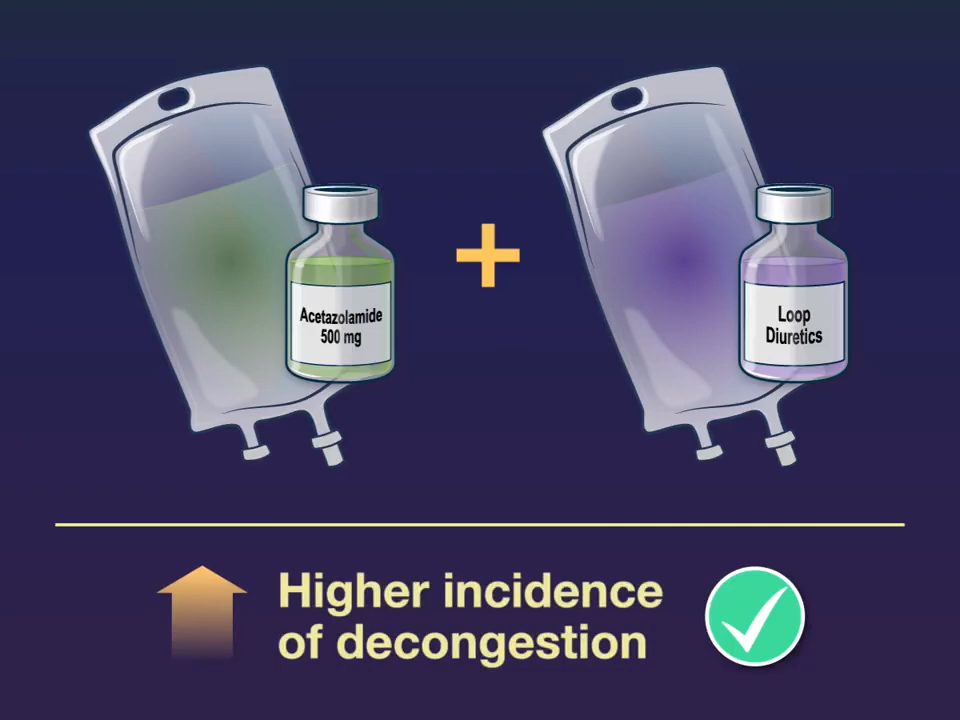 Acetazolamide
500 mg
+
Loop
Diuretics
Higher incidence
of decongestion